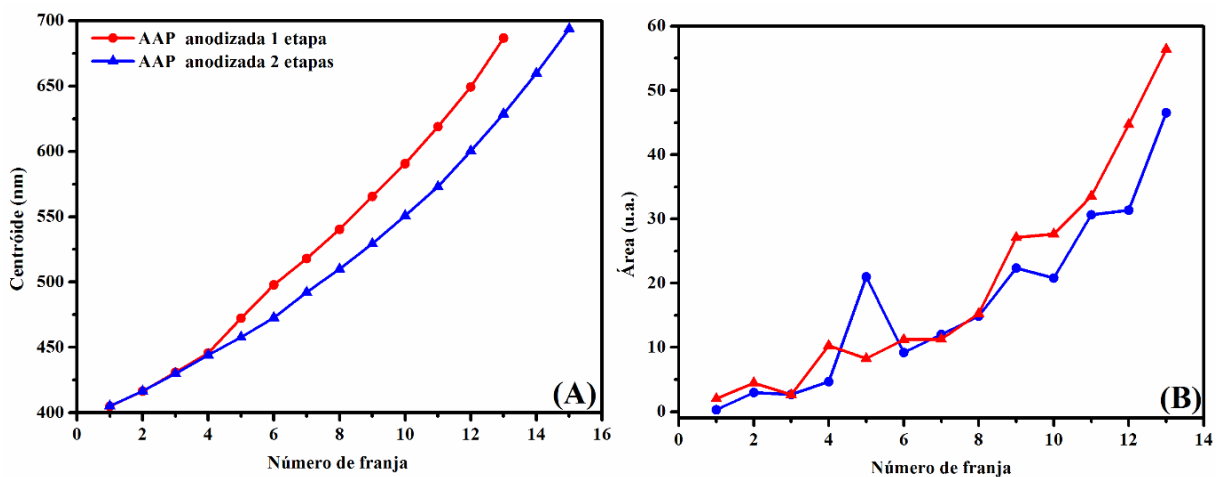 700
650
600
550
500
450
400
Centróide (nm)
AAP anodizada 1 etapa
AAP anodizada 2 etapas
(A)
0 2 4 6 8 10 12 14 16
Número de franja
60
50
40
30
20
10
0
Área (u.a.)
(B)
0 2 4 6 8 10 12 14
Número de franja